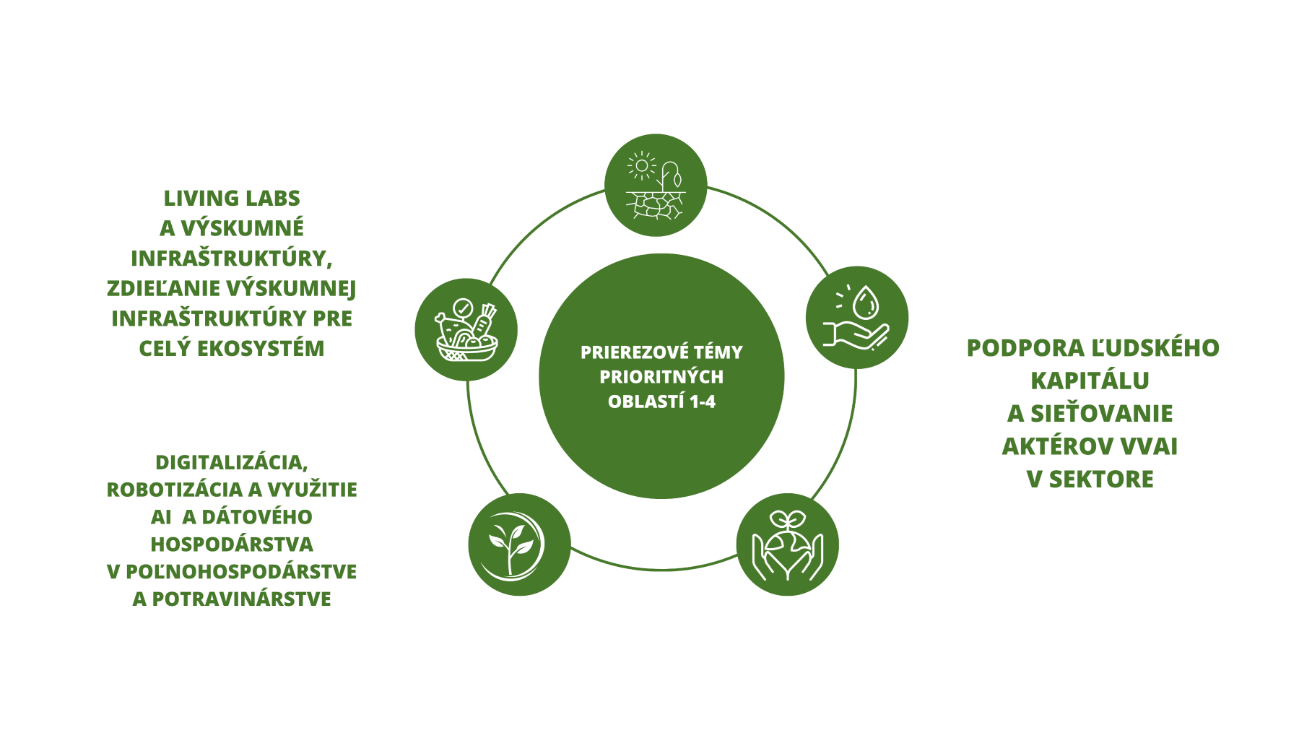 LIVING LABS
A VÝSKUMNÉ
INFRAŠTRUKTÚRY,
ZDIEĽANIE VÝSKUMNEJ
INFRAŠTRUKTÚRY PRE
CELÝ EKOSYSTÉM
DIGITALIZÁCIA,
ROBOTIZÁCIA A VYUŽITIE
AI A DÁTOVÉHO
HOSPODÁRSTVA
V POĽNOHOSPODÁRSTVE
A POTRAVINÁRSTVE
PRIEREZOVÉ TÉMY
PRIORITNÝCH
OBLASTÍ 1-4
PODPORA ĽUDSKÉHO
KAPITÁLU
A SIEŤOVANIE
AKTÉROV VVAI
V SEKTORE